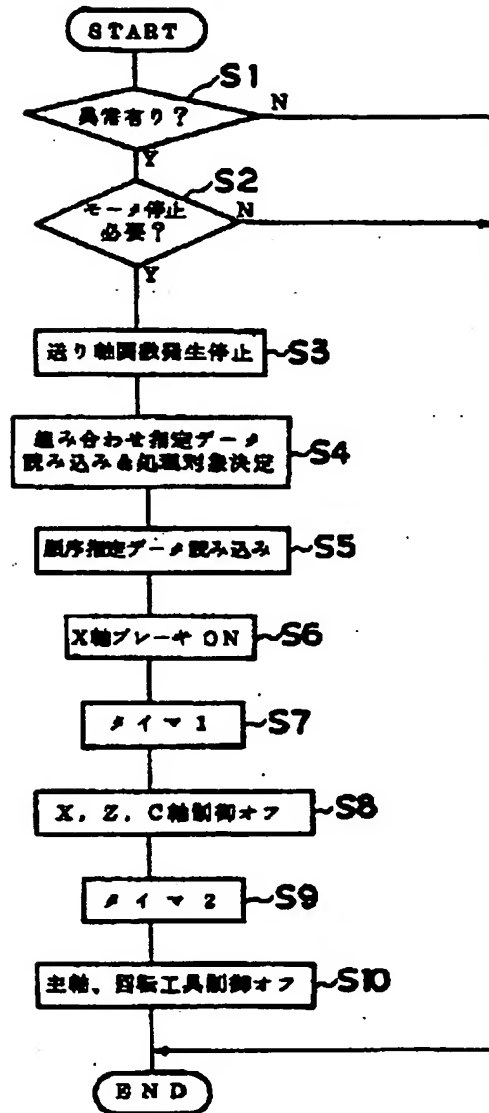 START
S1
異常有り?
N
Y
S2
モータ停止
必要?
N
Y
送り軸関数発生停止
S3
組み合わせ指定データ
読み込み&処理対象決定
S4
順序指定データ読み込み
S5
X軸ブレーキ ON
S6
タイマ 1
S7
X, Z, C軸制御オフ
S8
タイマ 2
S9
主軸、回転工具制御オフ
S10
END